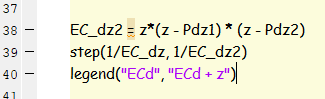 37
38 – EC_dz2 = z*(z - Pdz1) * (z - Pdz2)
39 – step(1/EC_dz, 1/EC_dz2)
40 – legend("ECd", "ECd + z")